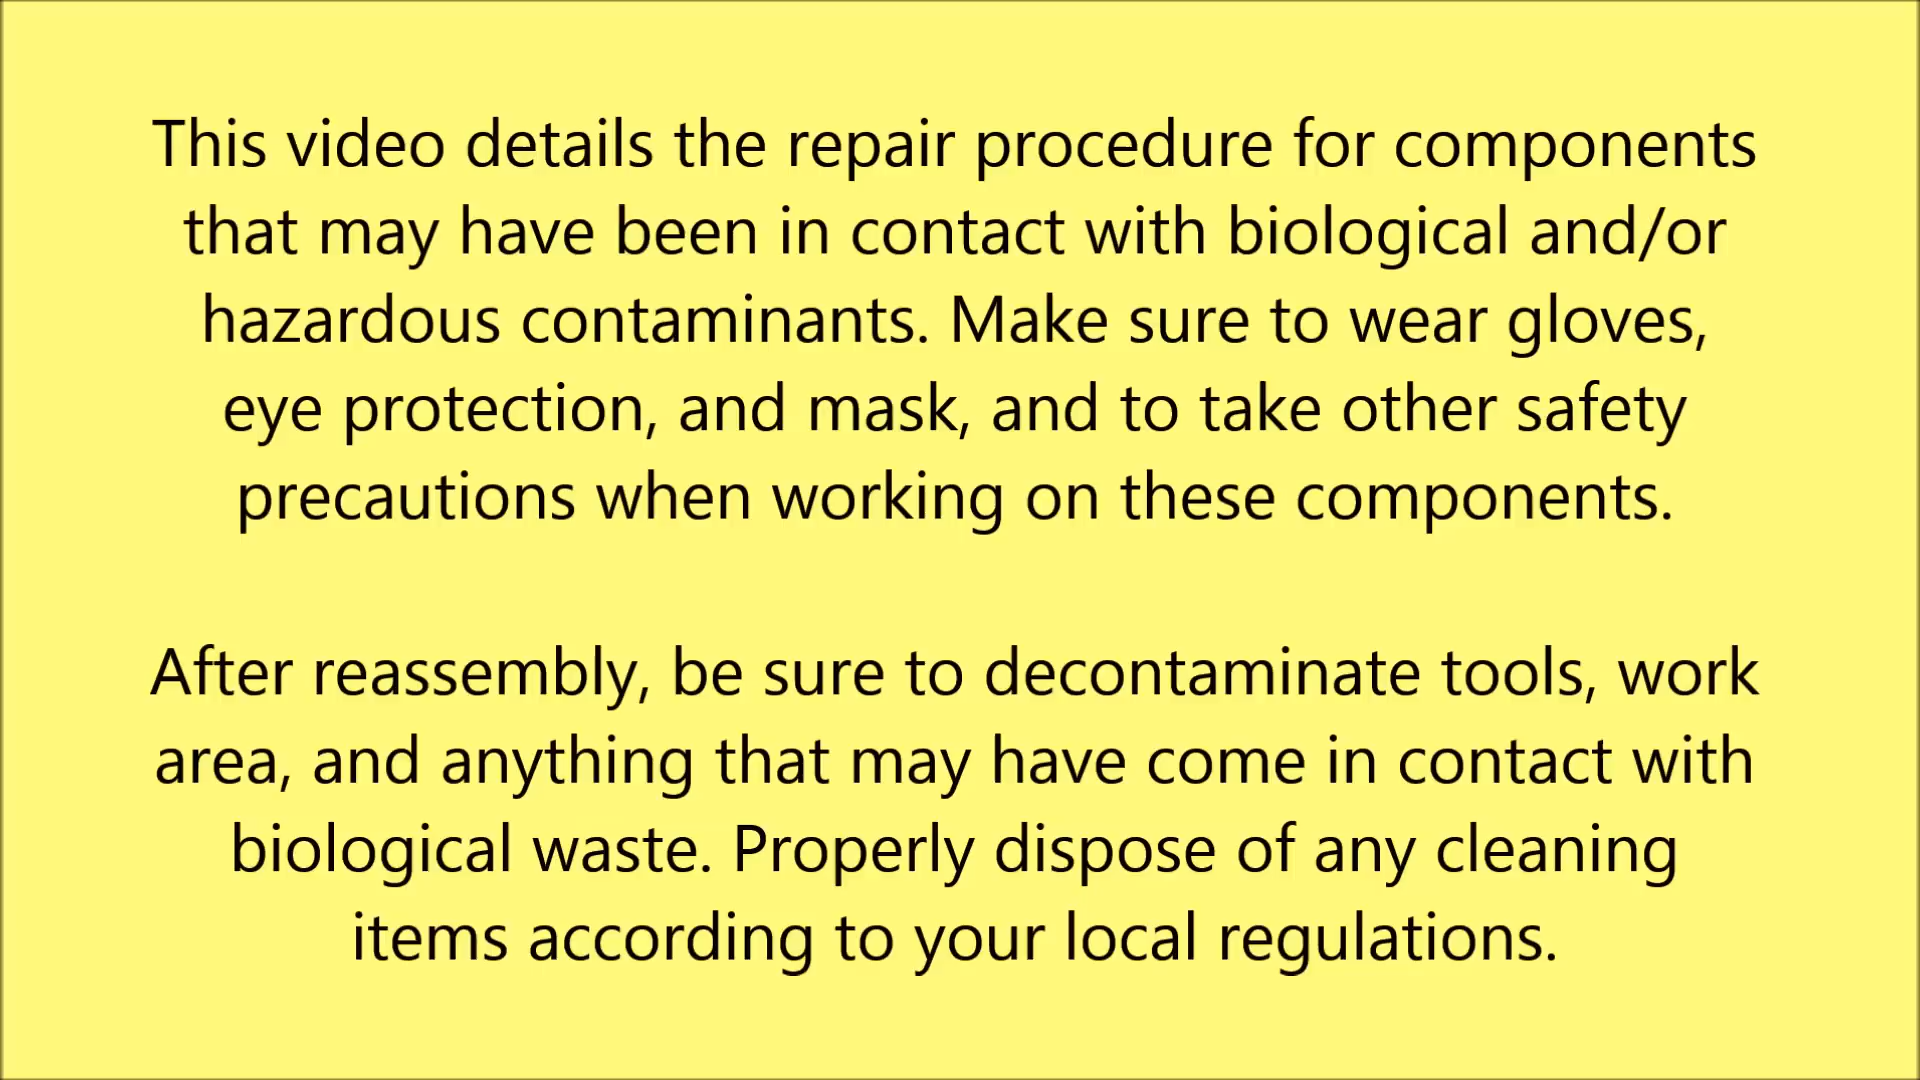 This video details the repair procedure for components
that may have been in contact with biological and/or
hazardous contaminants. Make sure to wear gloves,
eye protection, and mask, and to take other safety
precautions when working on these components.
After reassembly, be sure to decontaminate tools, work
area, and anything that may have come in contact with
biological waste. Properly dispose of any cleaning
items according to your local regulations.